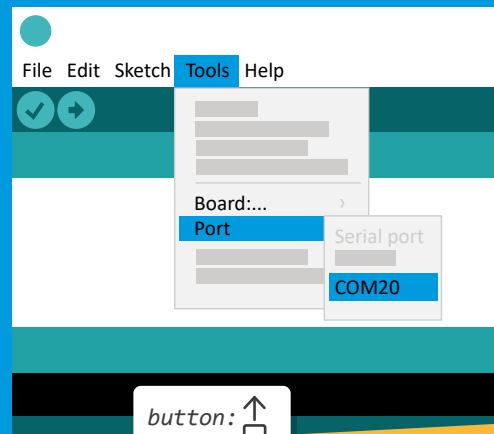 File Edit Sketch Tools Help
Board:...
Port
Serial port
COM20
button: